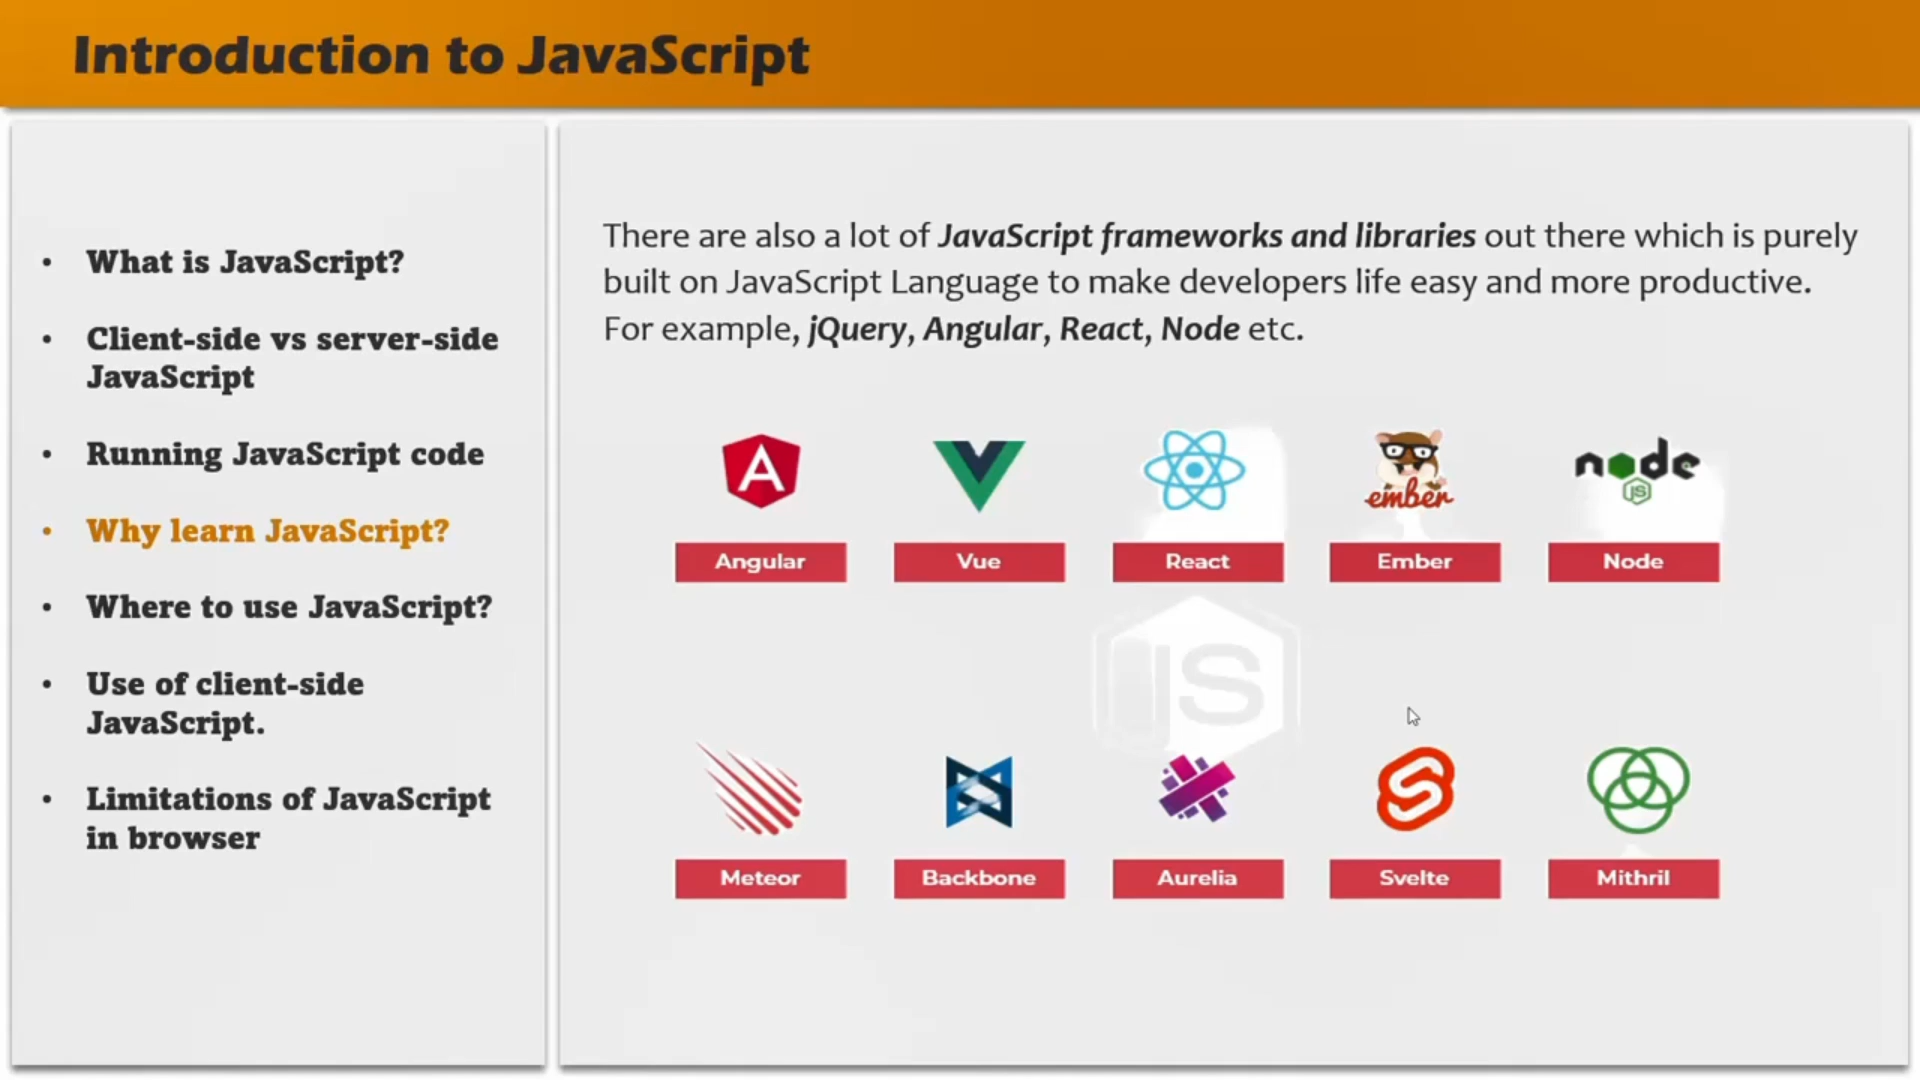 Introduction to JavaScript
• What is JavaScript?
• Client-side vs server-side
JavaScript
• Running JavaScript code
• Why learn JavaScript?
• Where to use JavaScript?
• Use of client-side
JavaScript.
• Limitations of JavaScript
in browser
There are also a lot of JavaScript frameworks and libraries out there which is purely
built on JavaScript Language to make developers life easy and more productive.
For example, jQuery, Angular, React, Node etc.
A
ember
node
JS
Angular
Vue
React
Ember
Node
JS
Meteor
Backbone
Aurelia
Svelte
Mithril